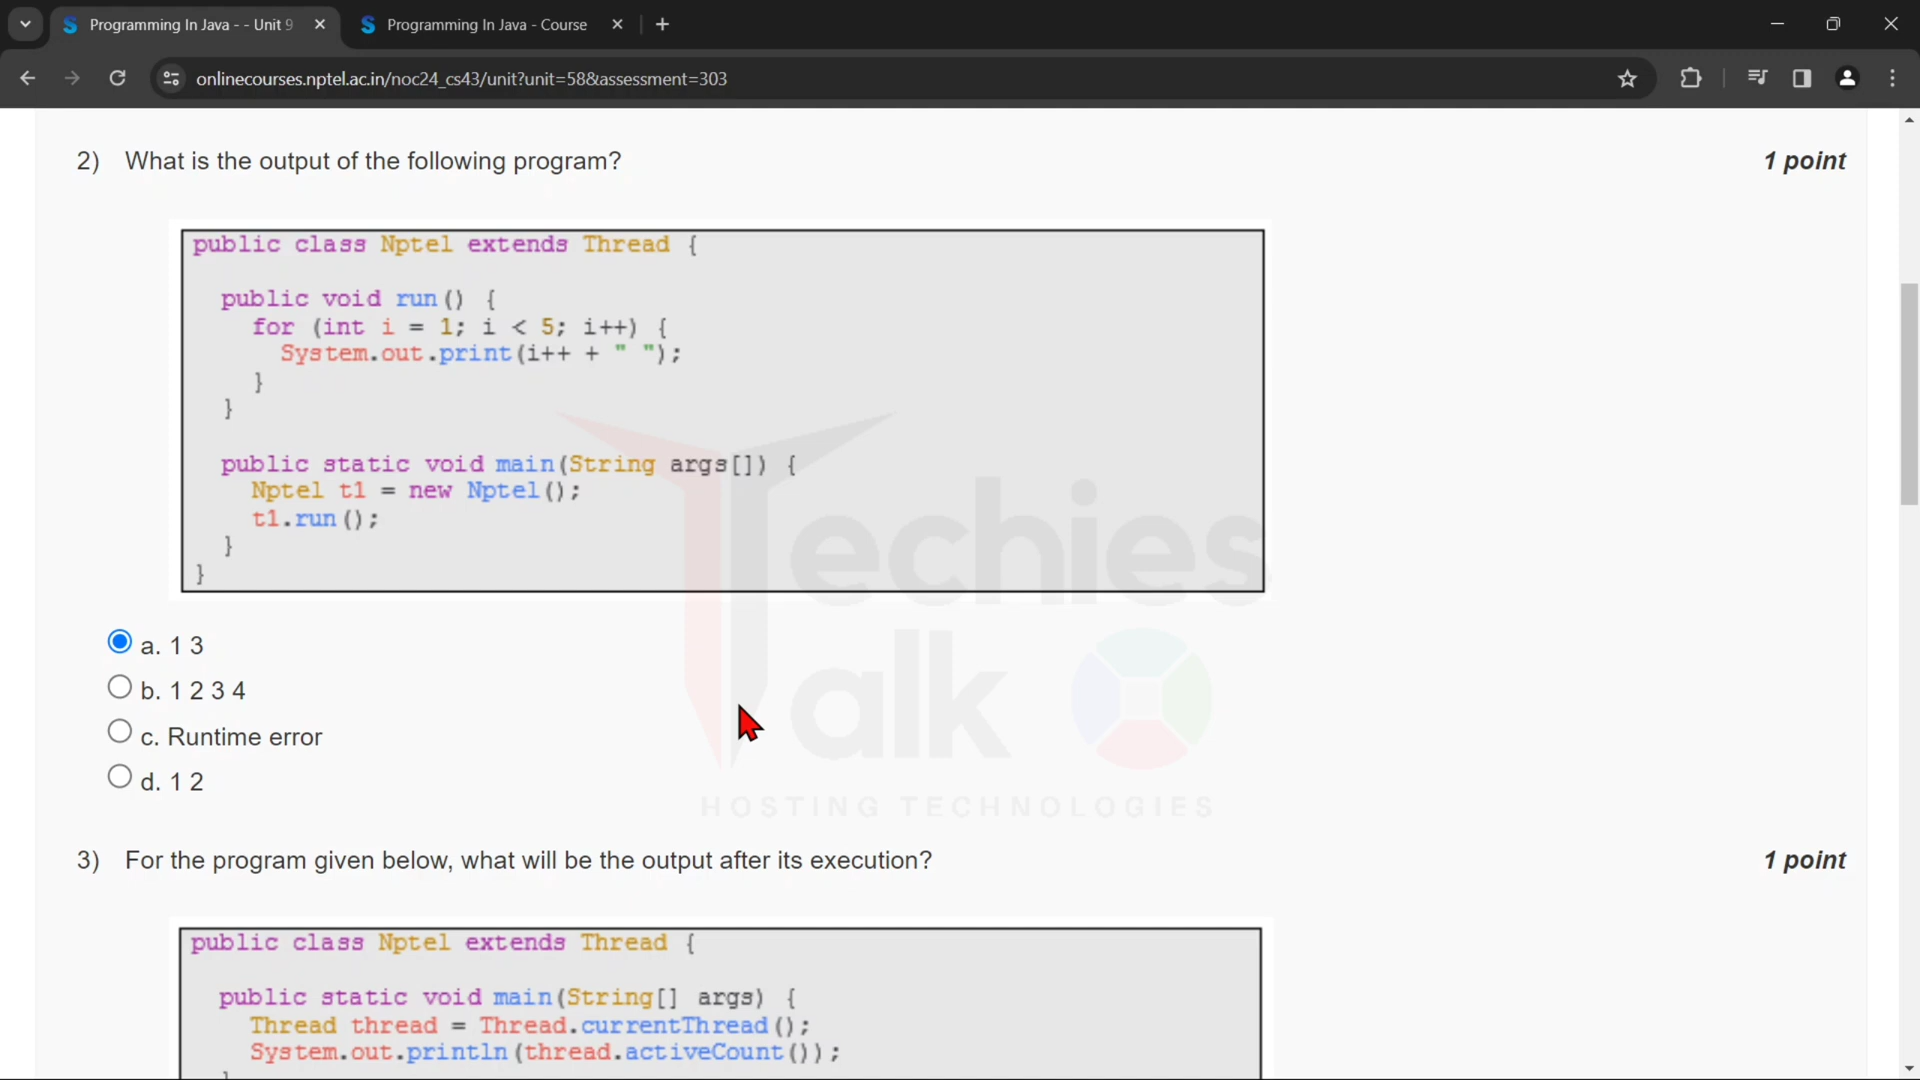 Programming In Java - - Unit 9
Programming In Java - Course
onlinecourses.nptel.ac.in/noc24_cs43/unit?unit=58&assessment=303
2) What is the output of the following program?
1 point
public class Nptel extends Thread {
public void run() {
for (int i = 1; i < 5; i++) {
System.out.print(i++ + " ");
}
}
public static void main(String args[]) {
Nptel t1 = new Nptel();
t1.run();
}
}
Techies
Talk
HOSTING TECHNOLOGIES
a. 1 3
b. 1 2 3 4
c. Runtime error
d. 1 2
3) For the program given below, what will be the output after its execution?
1 point
public class Nptel extends Thread {
public static void main(String[] args) {
Thread thread = Thread.currentThread();
System.out.println(thread.activeCount());
}